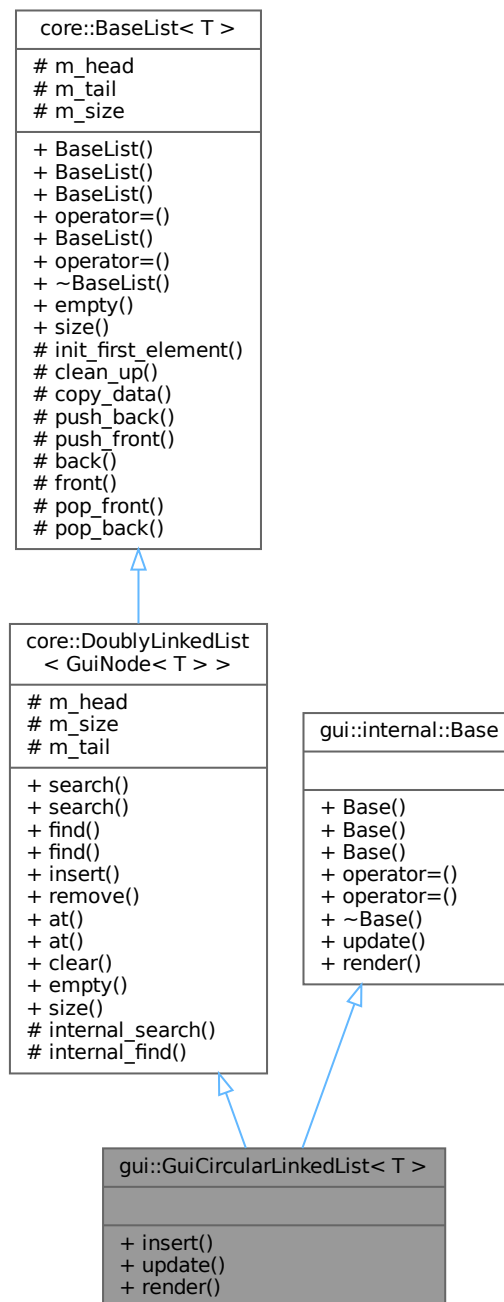 core::BaseList< T >
# m_head
# m_tail
# m_size
+ BaseList()
+ BaseList()
+ BaseList()
+ operator=()
+ BaseList()
+ operator=()
+ ~BaseList()
+ empty()
+ size()
# init_first_element()
# clean_up()
# copy_data()
# push_back()
# push_front()
# back()
# front()
# pop_front()
# pop_back()
core::DoublyLinkedList
< GuiNode< T > >
# m_head
# m_size
# m_tail
+ search()
+ search()
+ find()
+ find()
+ insert()
+ remove()
+ at()
+ at()
+ clear()
+ empty()
+ size()
# internal_search()
# internal_find()
gui::internal::Base
+ Base()
+ Base()
+ Base()
+ operator=()
+ operator=()
+ ~Base()
+ update()
+ render()
gui::GuiCircularLinkedList< T >
+ insert()
+ update()
+ render()